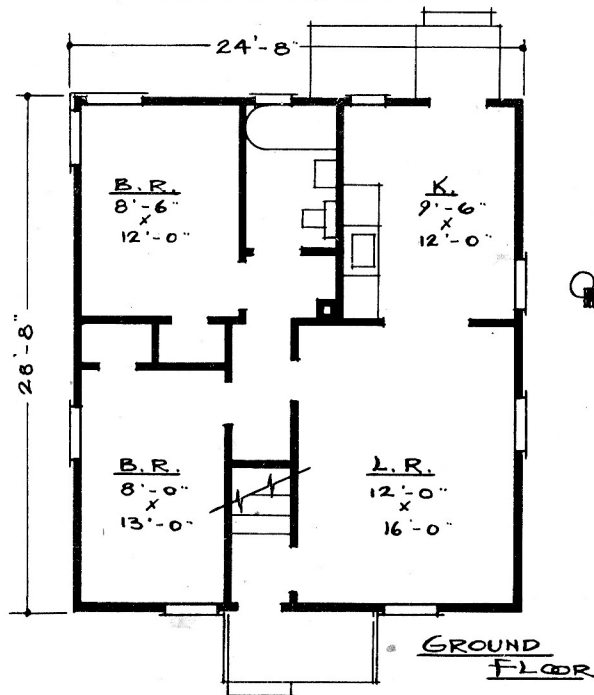 24'-8"
B.R.
8'-6"
x
12'-0"
K.
9'-6"
x
12'-0"
28'-8"
B.R.
8'-0"
x
13'-0"
L.R.
12'-0"
x
16'-0"
GROUND
FLOOR